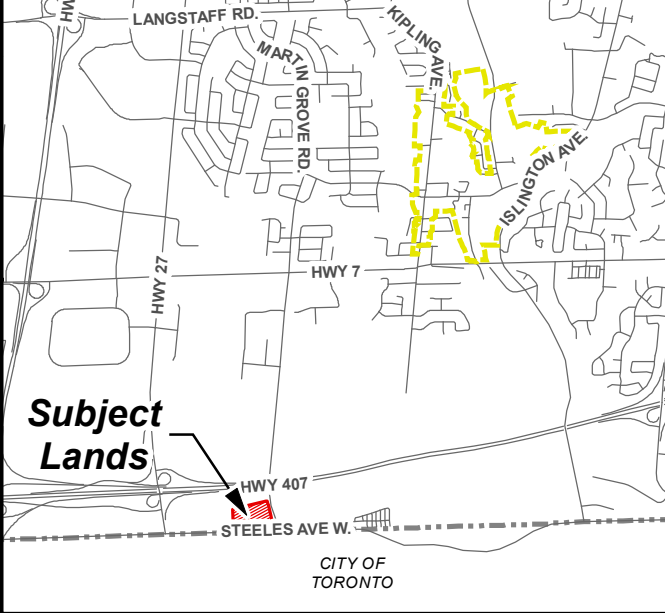 HW
LANGSTAFF RD.
KIPLING AVE.
MARTIN GROVE RD.
ISLINGTON AVE.
HWY 27
HWY 7
Subject
Lands
HWY 407
STEELES AVE W.
CITY OF
TORONTO